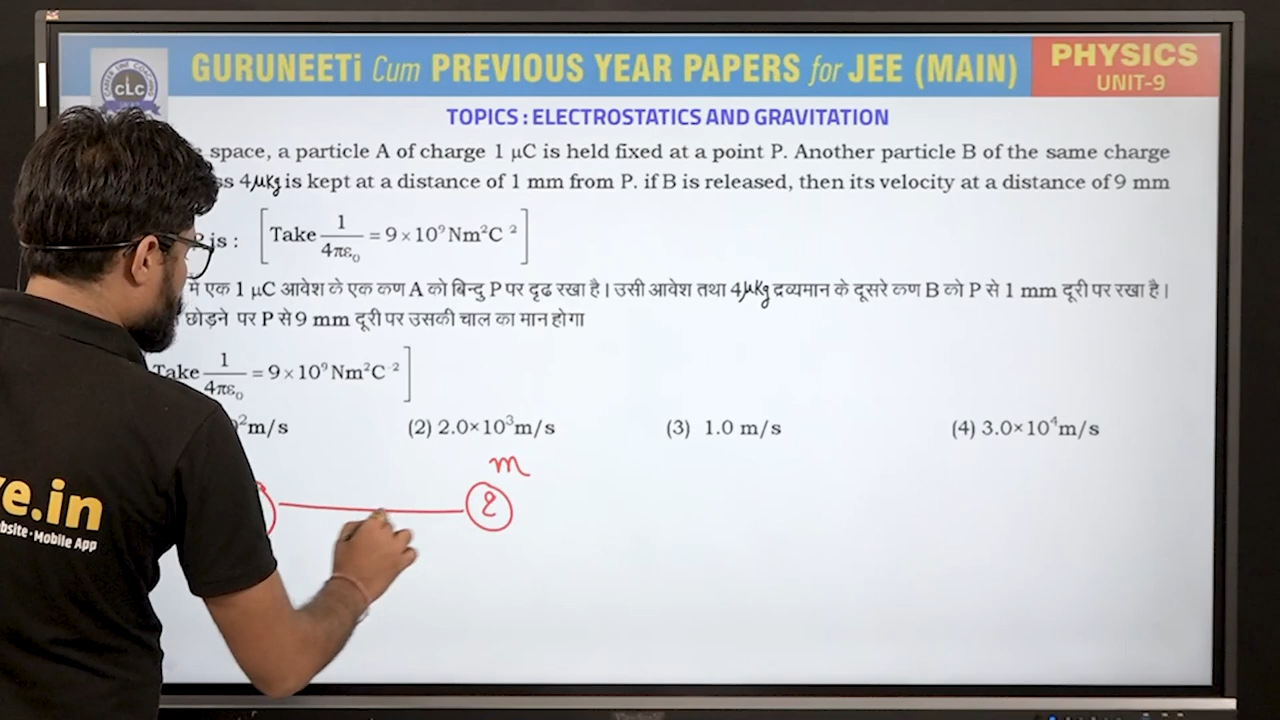 GURUNEETi Cum PREVIOUS YEAR PAPERS for JEE (MAIN)
PHYSICS
UNIT-9
CLC
TOPICS : ELECTROSTATICS AND GRAVITATION
space, a particle A of charge 1 μC is held fixed at a point P. Another particle B of the same charge
4μkg is kept at a distance of 1 mm from P. if B is released, then its velocity at a distance of 9 mm
is : [Take 1/4πε₀ = 9×10⁹ Nm²C ²]
एक 1 μC आवेश के एक कण A को बिन्दु P पर दृढ रखा है। उसी आवेश तथा 4μkg द्रव्यमान के दूसरे कण B को P से 1 mm दूरी पर रखा है।
छोड़ने पर P से 9 mm दूरी पर उसकी चाल का मान होगा
Take 1/4πε₀ = 9×10⁹ Nm²C⁻²]
m/s (2) 2.0×10³m/s (3) 1.0 m/s (4) 3.0×10⁴m/s
m
e.in
Mobile App